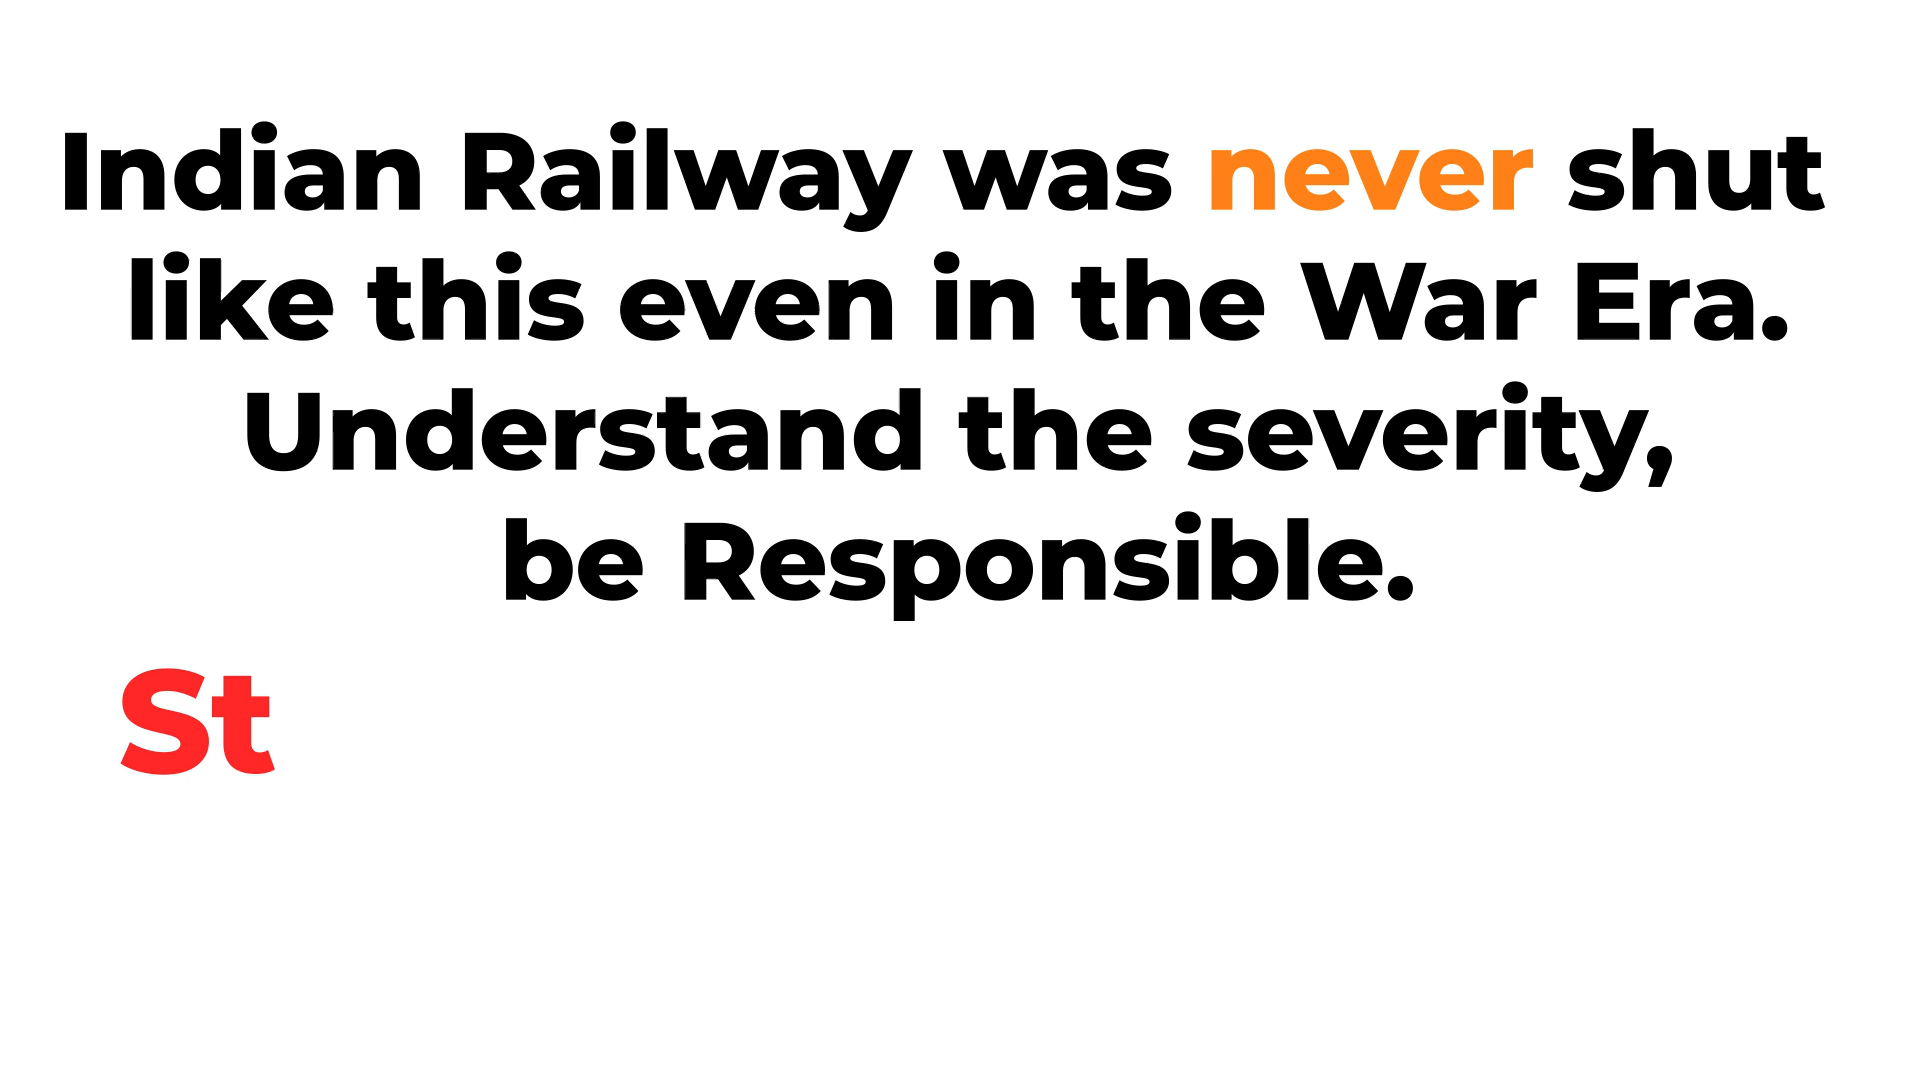 Indian Railway was never shut
like this even in the War Era.
Understand the severity,
be Responsible.
St